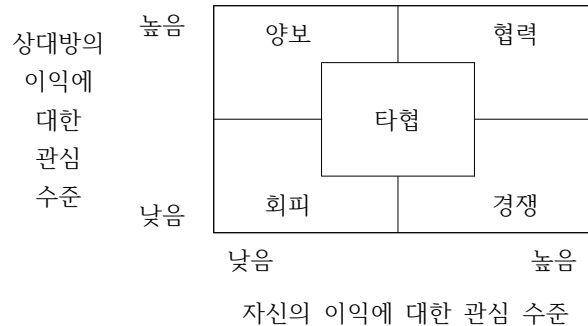 상대방의
이익에
대한
관심
수준
높음
양보
협력
타협
회피
경쟁
낮음
낮음
높음
자신의 이익에 대한 관심 수준